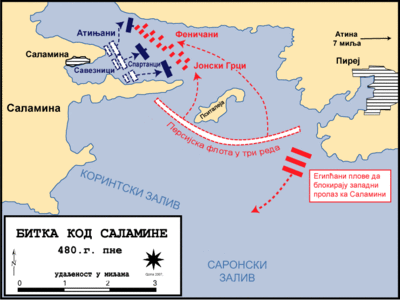 Атињани
Феничани
Атина
7 миља
Саламина
Спартанци
Савезници
Јонски Грци
Пиреј
Саламина
Пситалеја
Персијска флота у три реда
КОРИНТСКИ ЗАЛИВ
Египћани плове да
блокирају западни
пролаз ка Саламини
БИТКА КОД САЛАМИНЕ
480.г. пне
удаљеност у миљама
0
1
2
3
САРОНСКИ
ЗАЛИВ